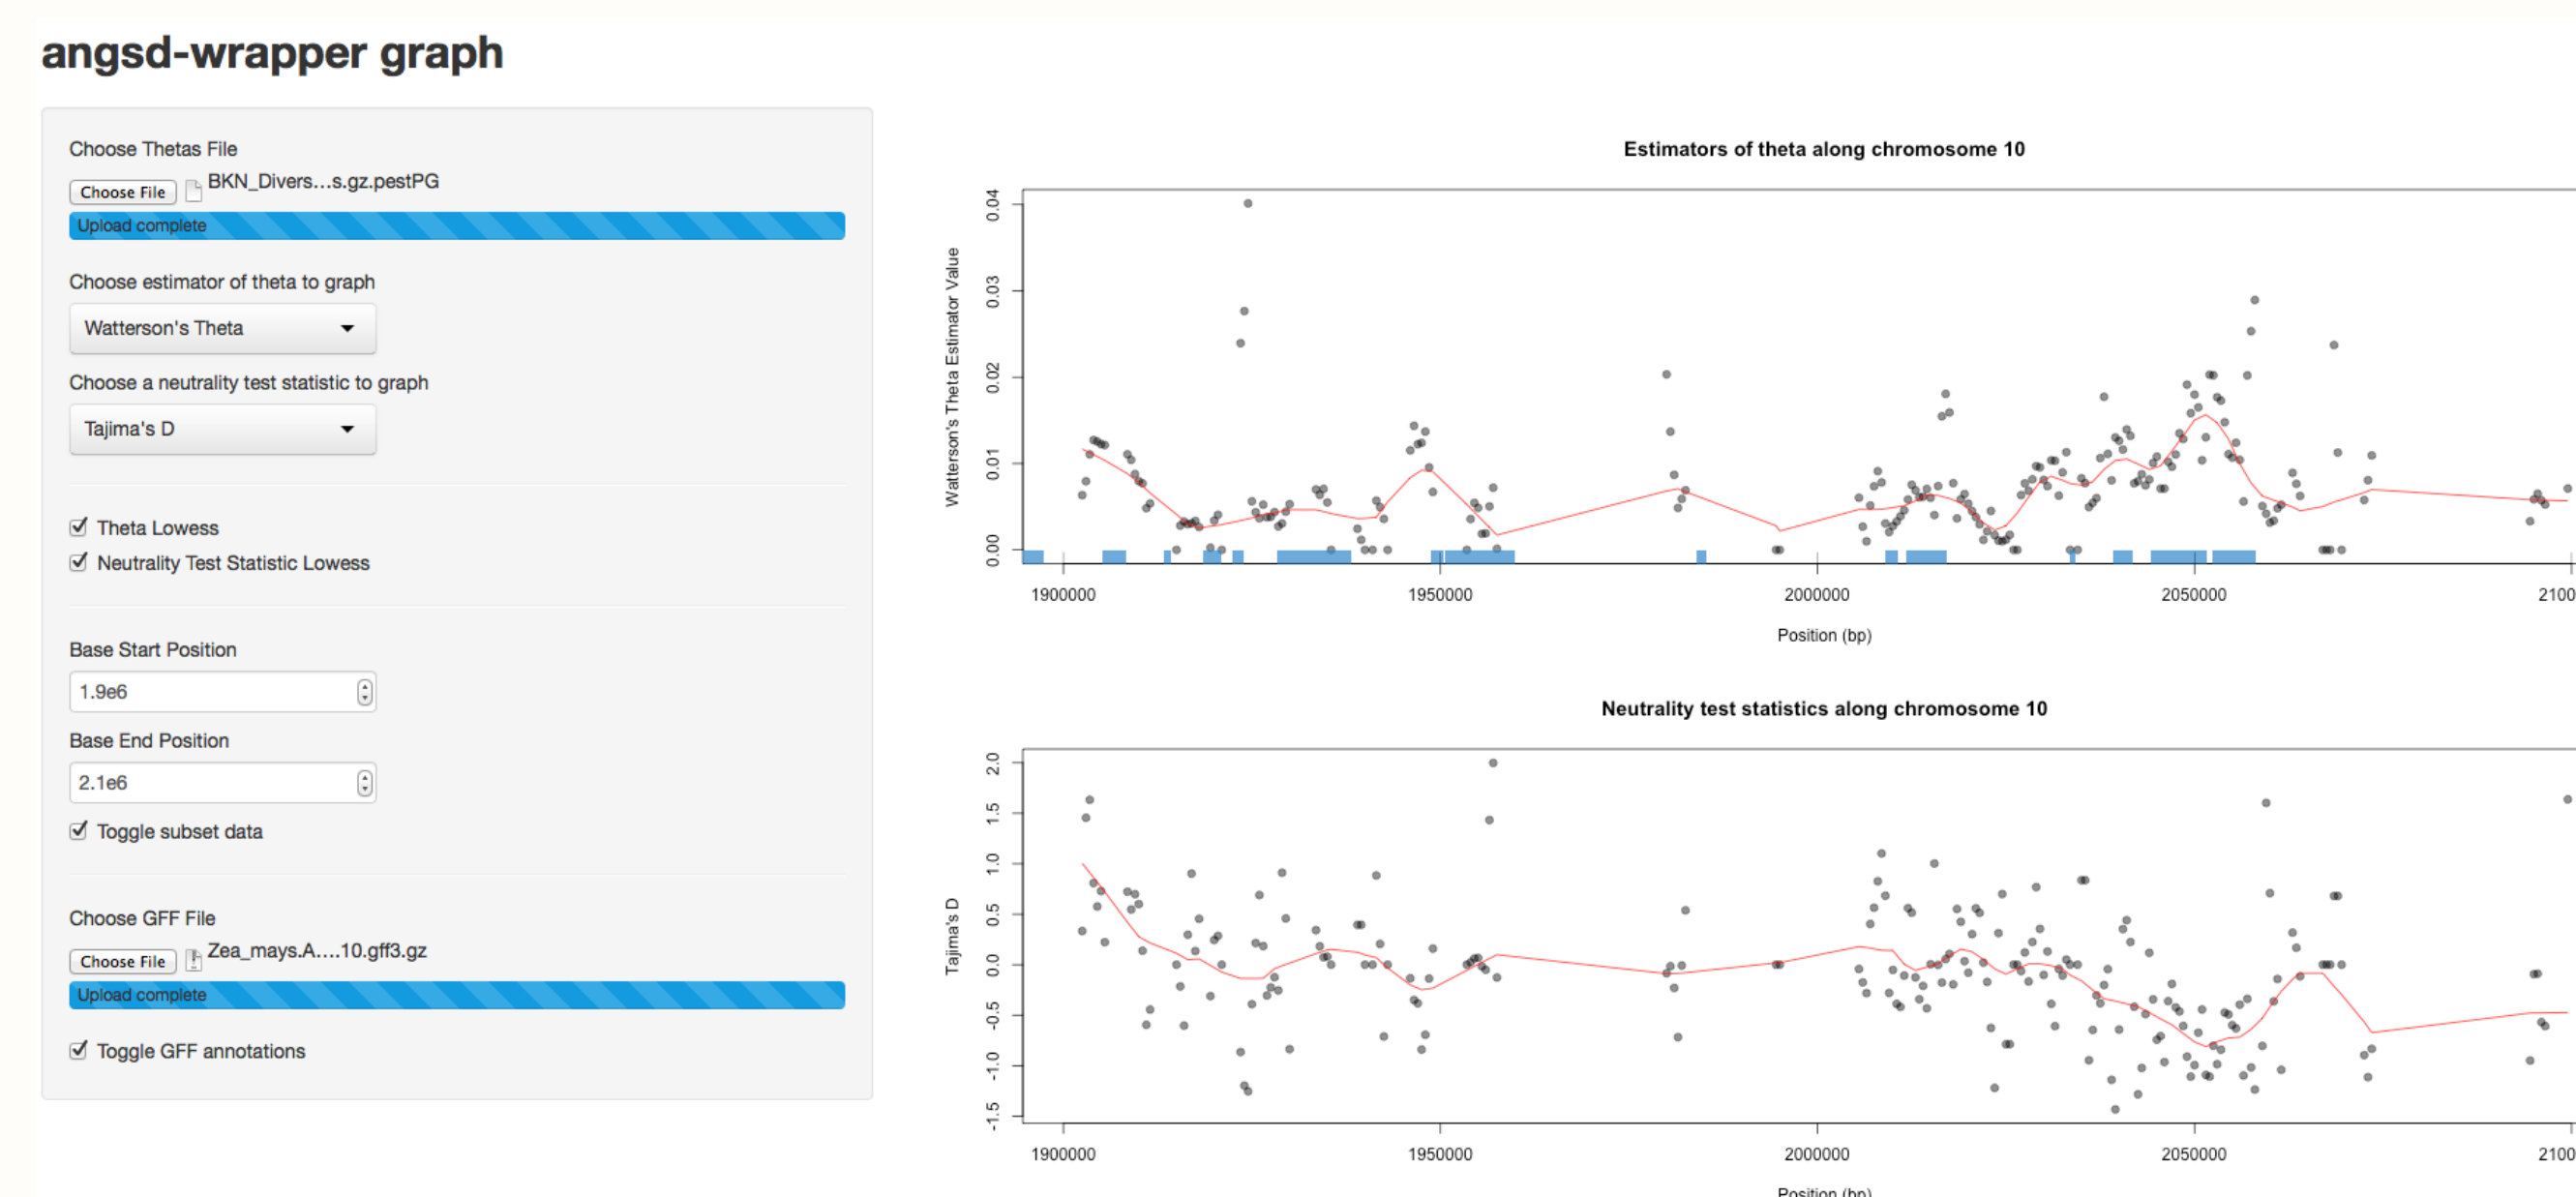 angsd-wrapper graph
Choose Thetas File
Choose File BKN_Divers...s.gz.pestPG
Upload complete
Choose estimator of theta to graph
Watterson's Theta
Choose a neutrality test statistic to graph
Tajima's D
Theta Lowess
Neutrality Test Statistic Lowess
Base Start Position
1.9e6
Base End Position
2.1e6
Toggle subset data
Choose GFF File
Choose File Zea_mays.A....10.gff3.gz
Upload complete
Toggle GFF annotations
Estimators of theta along chromosome 10
Watterson's Theta Estimator Value
0.04
0.03
0.02
0.01
0.00
1900000 1950000 2000000 2050000 2100
Position (bp)
Neutrality test statistics along chromosome 10
Tajima's D
2.0
1.5
1.0
0.5
0.0
-0.5
-1.0
-1.5
1900000 1950000 2000000 2050000 2100
Position (bp)